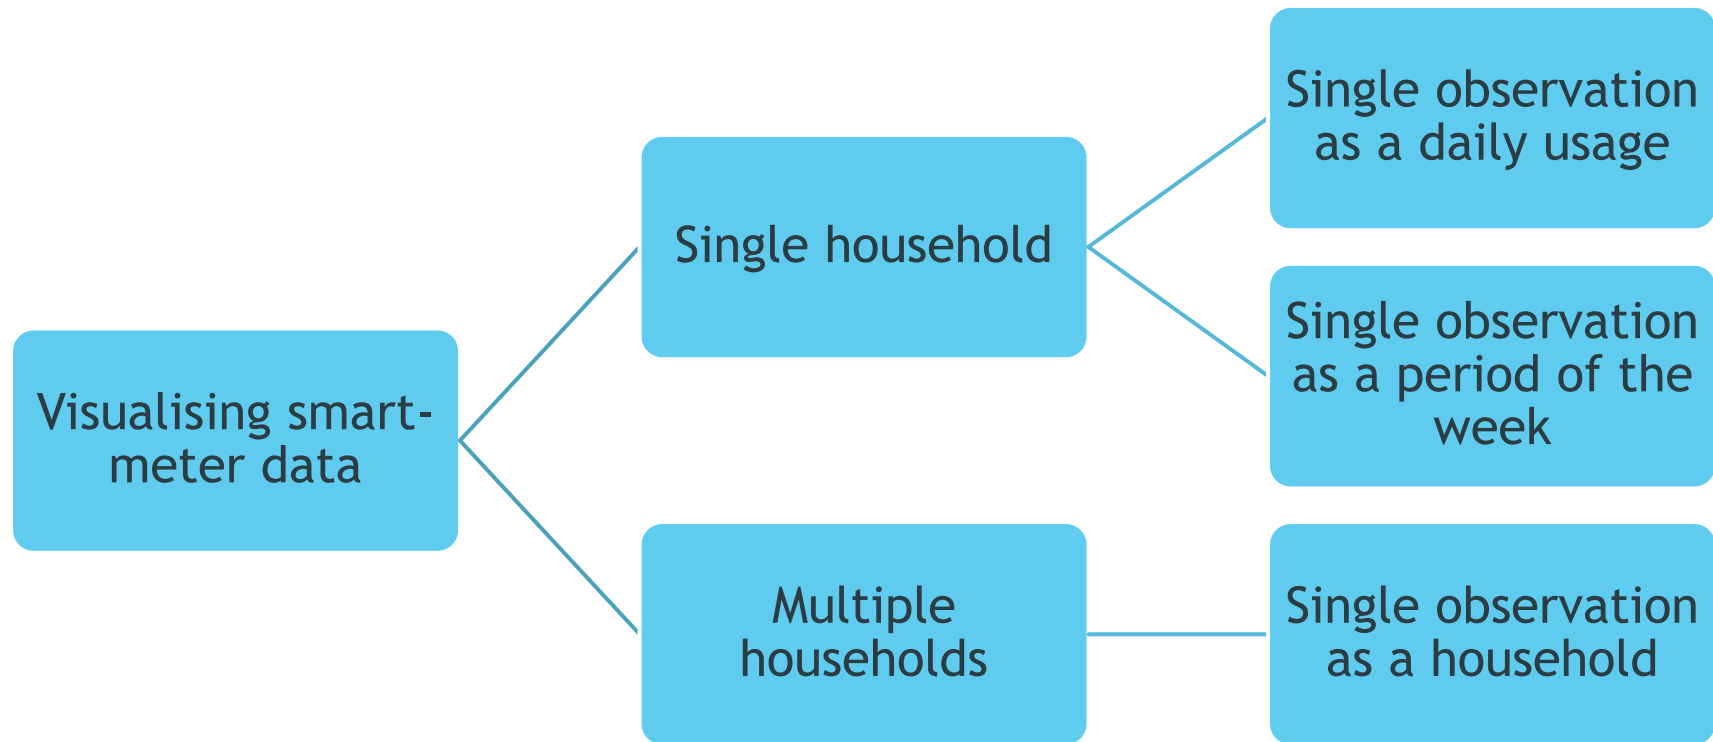 Visualising smart-
meter data
Single household
Single observation
as a daily usage
Single observation
as a period of the
week
Multiple
households
Single observation
as a household